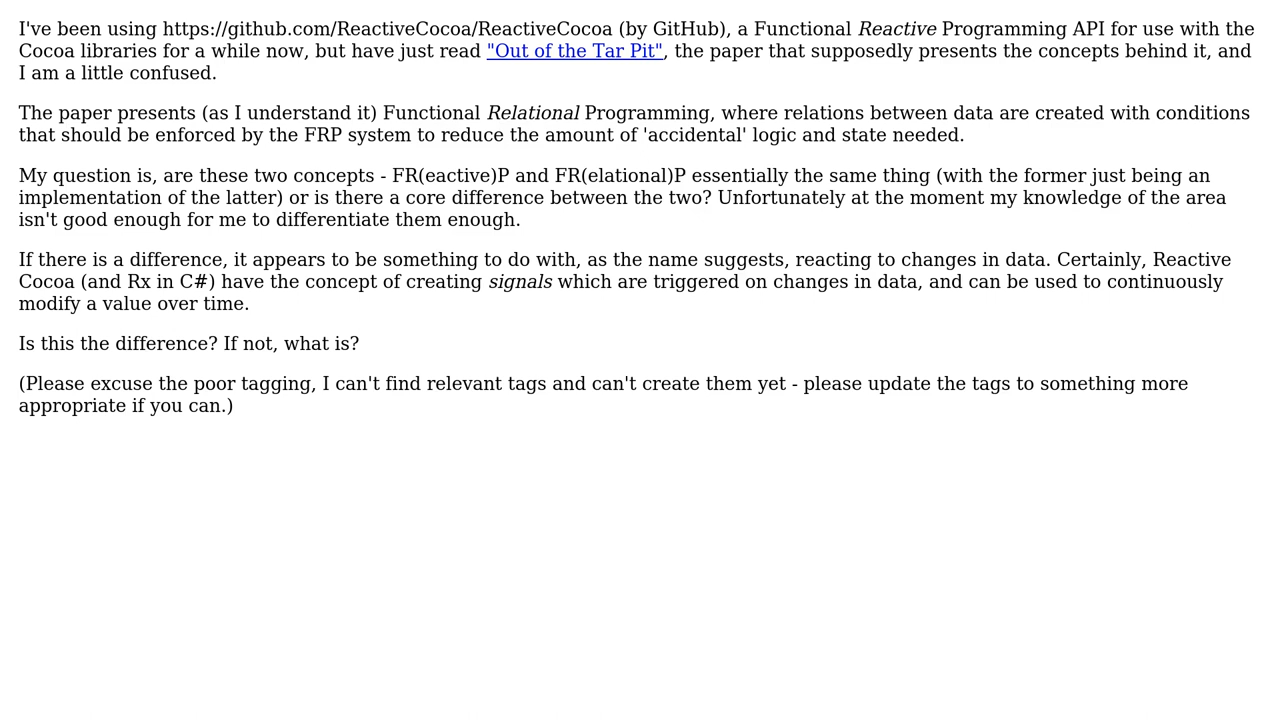 I've been using https://github.com/ReactiveCocoa/ReactiveCocoa (by GitHub), a Functional Reactive Programming API for use with the
Cocoa libraries for a while now, but have just read "Out of the Tar Pit", the paper that supposedly presents the concepts behind it, and
I am a little confused.
The paper presents (as I understand it) Functional Relational Programming, where relations between data are created with conditions
that should be enforced by the FRP system to reduce the amount of 'accidental' logic and state needed.
My question is, are these two concepts - FR(eactive)P and FR(elational)P essentially the same thing (with the former just being an
implementation of the latter) or is there a core difference between the two? Unfortunately at the moment my knowledge of the area
isn't good enough for me to differentiate them enough.
If there is a difference, it appears to be something to do with, as the name suggests, reacting to changes in data. Certainly, Reactive
Cocoa (and Rx in C#) have the concept of creating signals which are triggered on changes in data, and can be used to continuously
modify a value over time.
Is this the difference? If not, what is?
(Please excuse the poor tagging, I can't find relevant tags and can't create them yet - please update the tags to something more
appropriate if you can.)